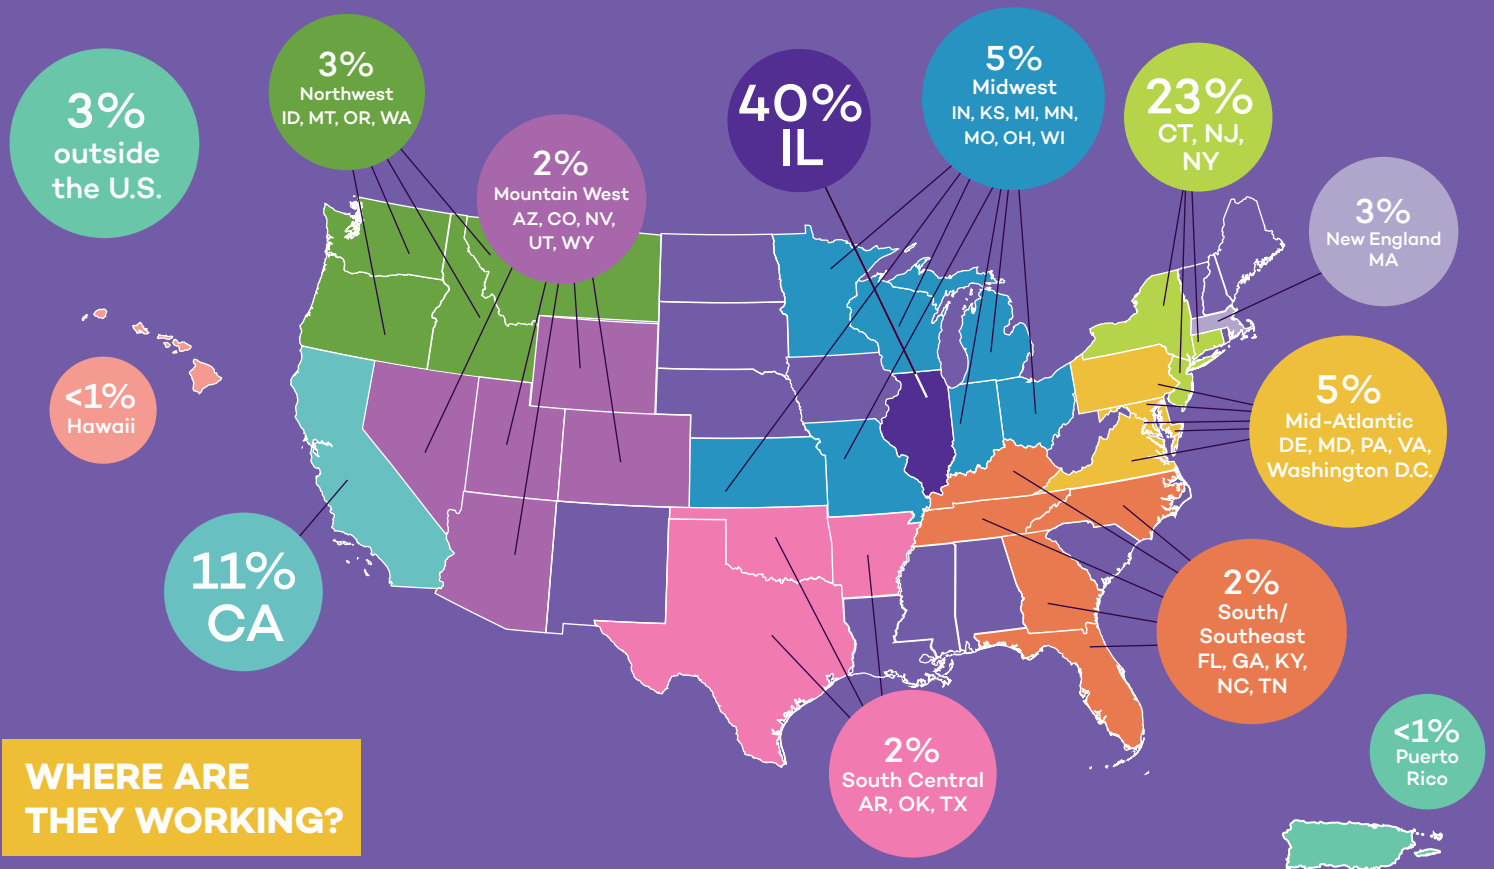 3%
outside
the U.S.
3%
Northwest
ID, MT, OR, WA
2%
Mountain West
AZ, CO, NV,
UT, WY
40%
IL
5%
Midwest
IN, KS, MI, MN,
MO, OH, WI
23%
CT, NJ,
NY
3%
New England
MA
<1%
Hawaii
5%
Mid-Atlantic
DE, MD, PA, VA,
Washington D.C.
11%
CA
2%
South/
Southeast
FL, GA, KY,
NC, TN
2%
South Central
AR, OK, TX
<1%
Puerto
Rico
WHERE ARE
THEY WORKING?